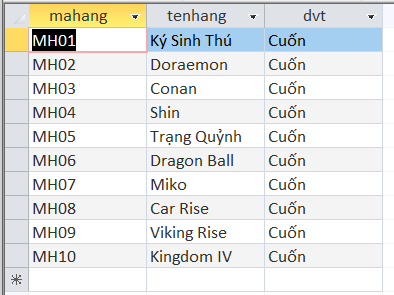 mahang tenhang dvt
MH01 Ký Sinh Thú Cuốn
MH02 Doraemon Cuốn
MH03 Conan Cuốn
MH04 Shin Cuốn
MH05 Trạng Quỷnh Cuốn
MH06 Dragon Ball Cuốn
MH07 Miko Cuốn
MH08 Car Rise Cuốn
MH09 Viking Rise Cuốn
MH10 Kingdom IV Cuốn